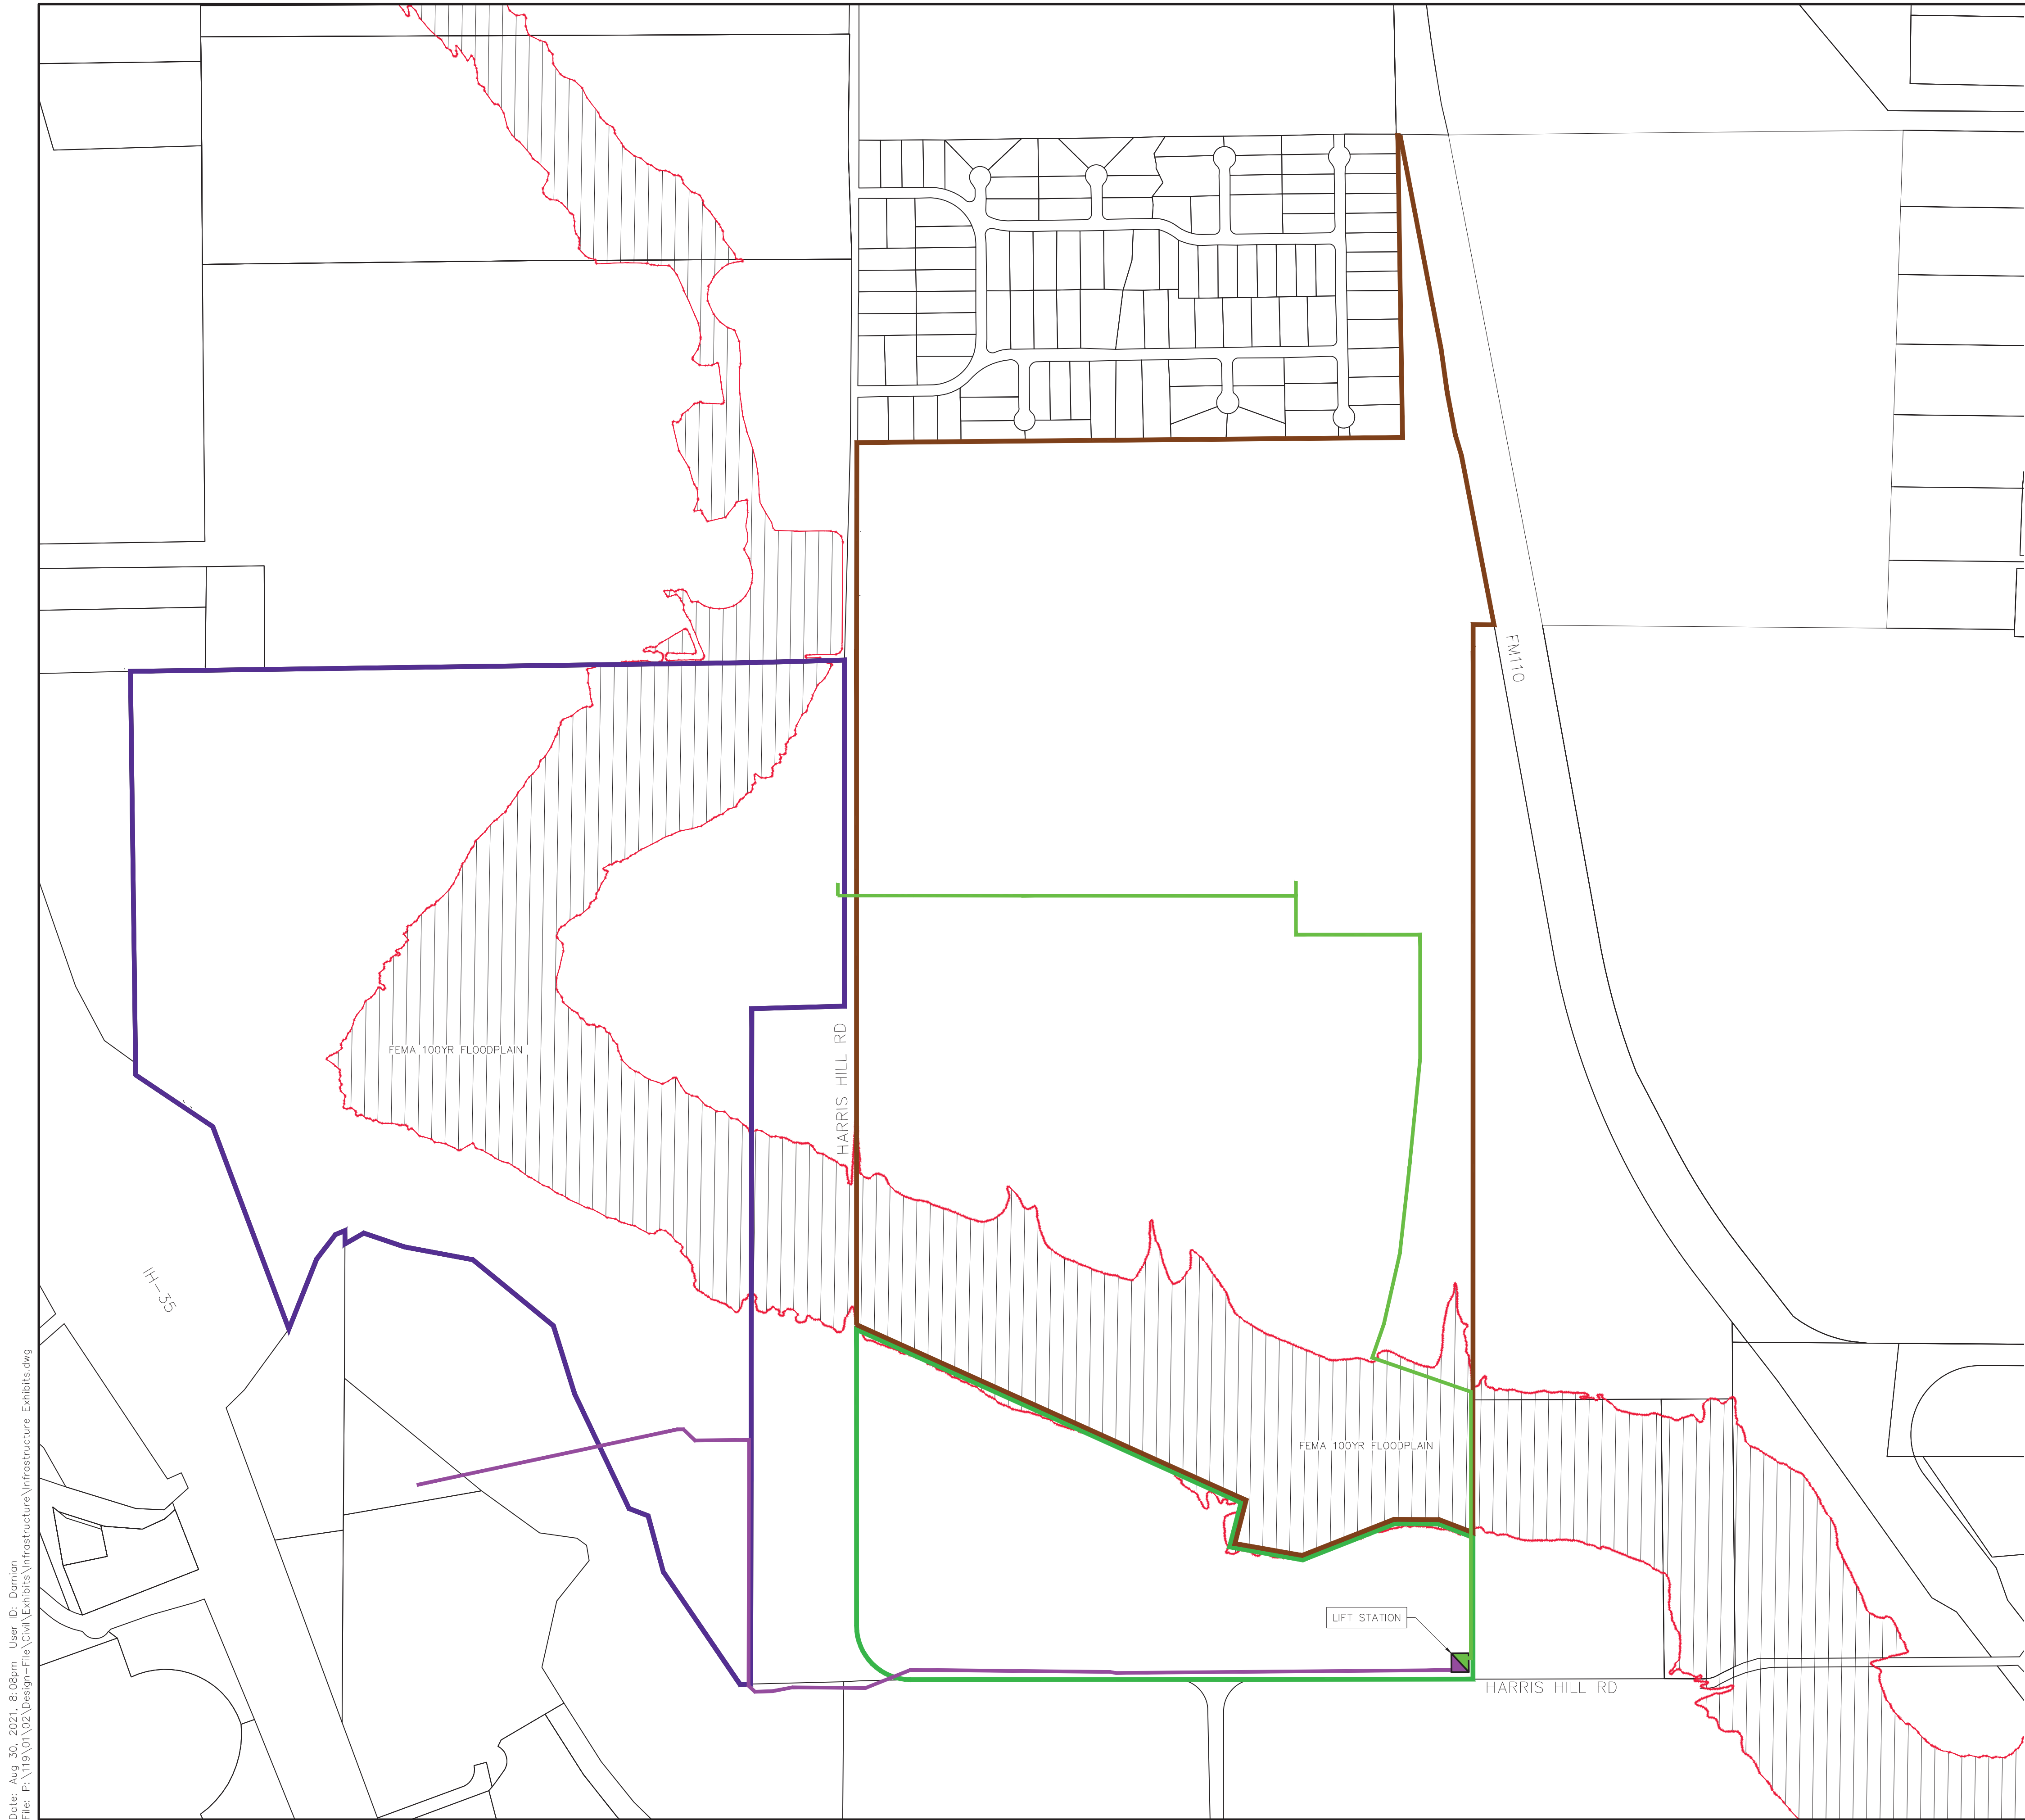 FM110
HARRIS HILL RD
FEMA 100YR FLOODPLAIN
IH-35
FEMA 100YR FLOODPLAIN
LIFT STATION
HARRIS HILL RD
Date: Aug 30, 2021, 8:08pm User ID: Damian
File: P:\119\01\02\Design-File\Civil\Exhibits\Infrastructure\Infrastructure Exhibits.dwg